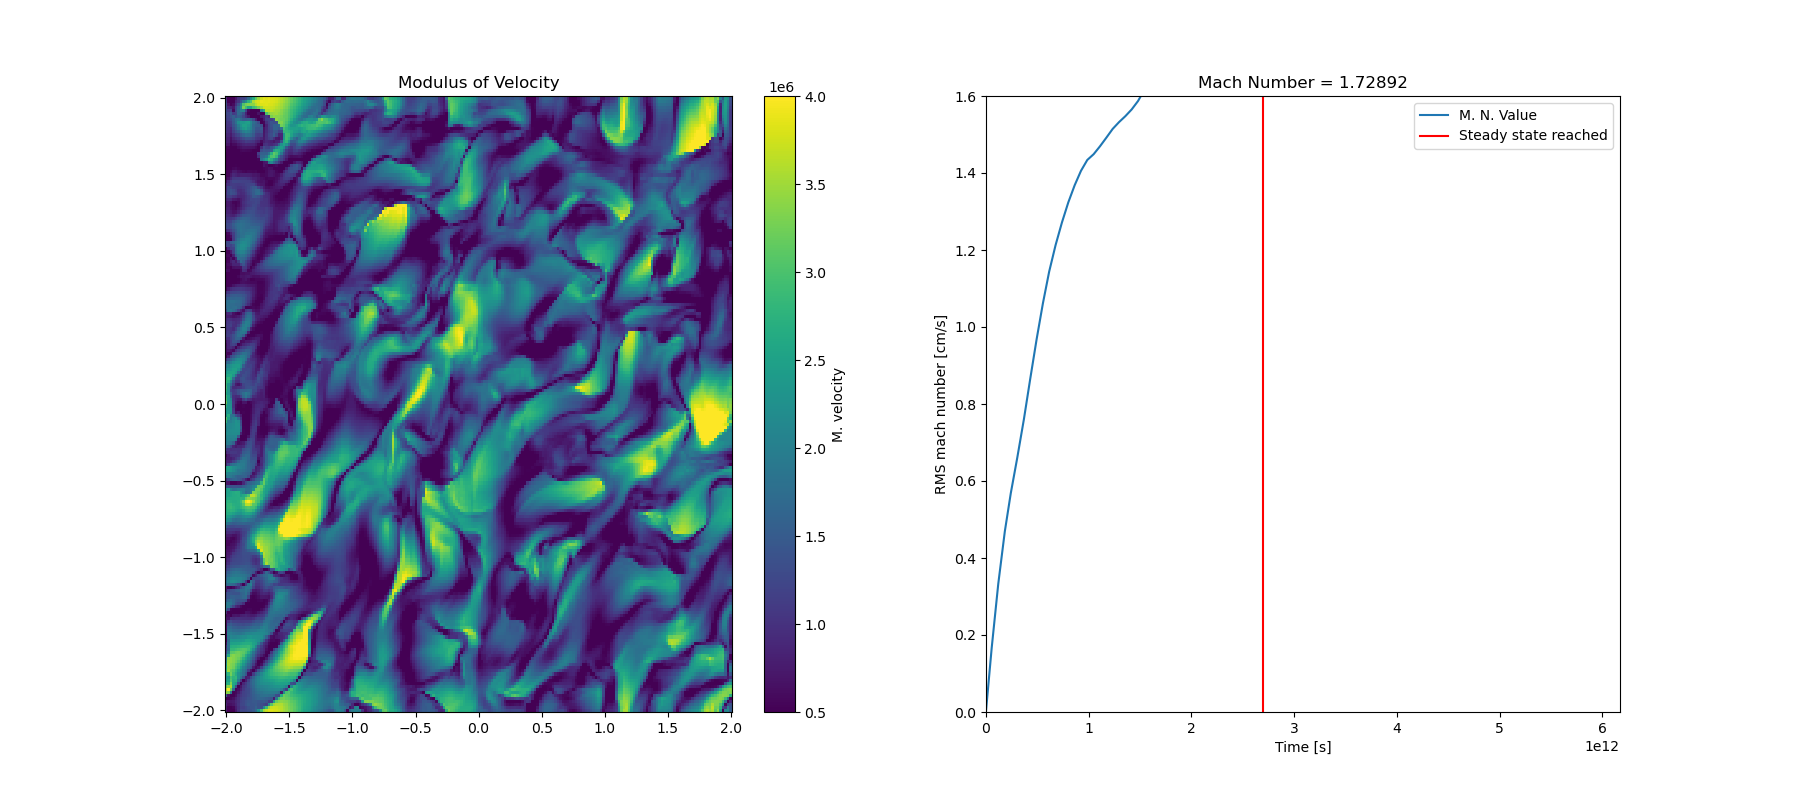 Modulus of Velocity
2.0
1.5
1.0
0.5
0.0
−0.5
−1.0
−1.5
−2.0
−2.0 −1.5 −1.0 −0.5 0.0 0.5 1.0 1.5 2.0
1e6
4.0
3.5
3.0
2.5
2.0
1.5
1.0
0.5
M. velocity
Mach Number = 1.72892
RMS mach number [cm/s]
1.6
1.4
1.2
1.0
0.8
0.6
0.4
0.2
0.0
M. N. Value
Steady state reached
0 1 2 3 4 5 6
1e12
Time [s]